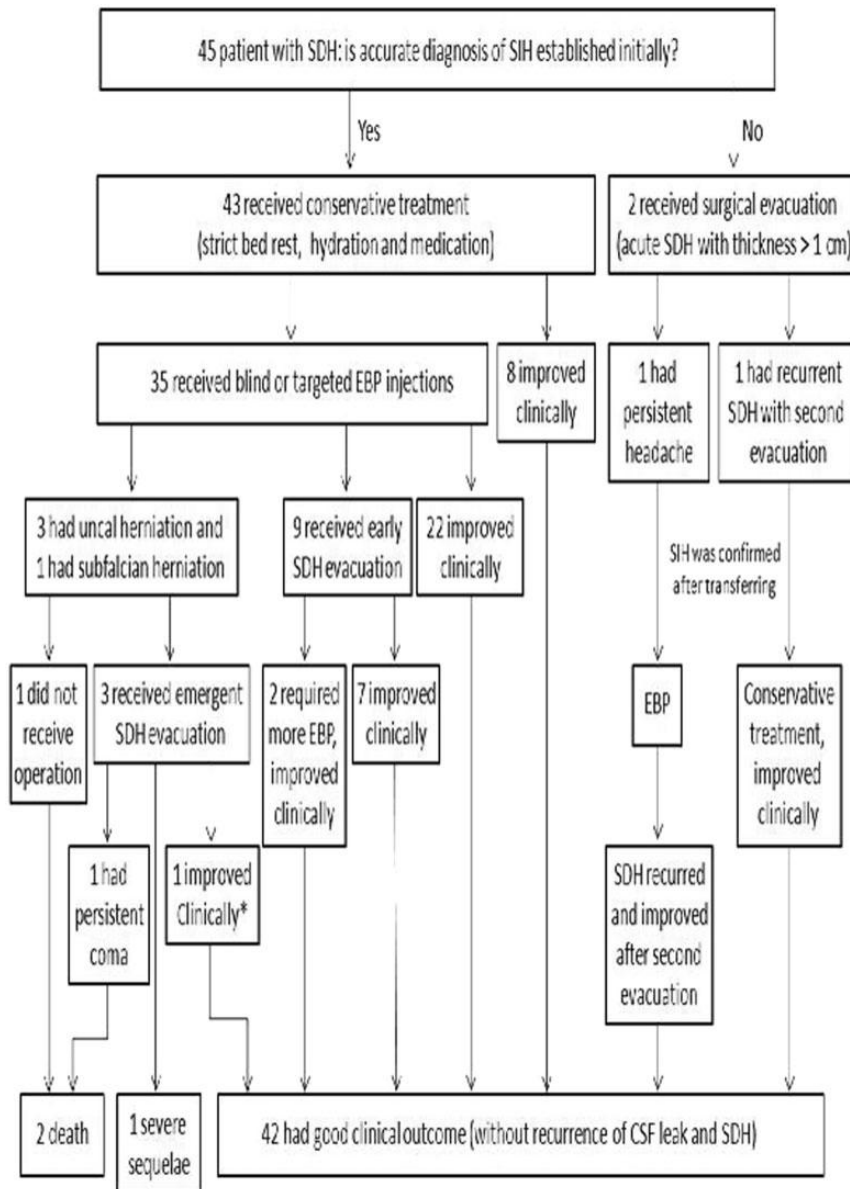 45 patient with SDH: is accurate diagnosis of SIH established initially?
Yes
No
43 received conservative treatment
(strict bed rest, hydration and medication)
2 received surgical evacuation
(acute SDH with thickness > 1 cm)
35 received blind or targeted EBP injections
8 improved
clinically
1 had
persistent
headache
1 had recurrent
SDH with second
evacuation
3 had uncal herniation and
1 had subfalcian herniation
9 received early
SDH evacuation
22 improved
clinically
SIH was confirmed
after transferring
1 did not
receive
operation
3 received emergent
SDH evacuation
2 required
more EBP,
improved
clinically
7 improved
clinically
EBP
Conservative
treatment,
improved
clinically
1 had
persistent
coma
1 improved
Clinically*
SDH recurred
and improved
after second
evacuation
2 death
1 severe
sequelae
42 had good clinical outcome (without recurrence of CSF leak and SDH)